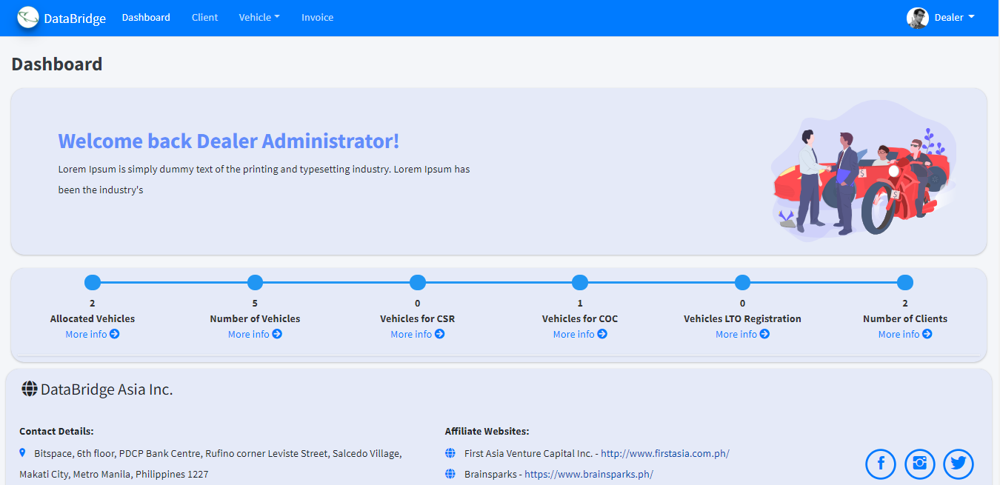 DataBridge Dashboard Client Vehicle Invoice Dealer
Dashboard
Welcome back Dealer Administrator!
Lorem Ipsum is simply dummy text of the printing and typesetting industry. Lorem Ipsum has
been the industry's
$
$
2 5 0 1 0 2
Allocated Vehicles Number of Vehicles Vehicles for CSR Vehicles for COC Vehicles LTO Registration Number of Clients
More info More info More info More info More info More info
DataBridge Asia Inc.
Contact Details: Affiliate Websites:
Bitspace, 6th floor, PDCP Bank Centre, Rufino corner Leviste Street, Salcedo Village, First Asia Venture Capital Inc. - http://www.firstasia.com.ph/
Makati City, Metro Manila, Philippines 1227 Brainsparks - https://www.brainsparks.ph/